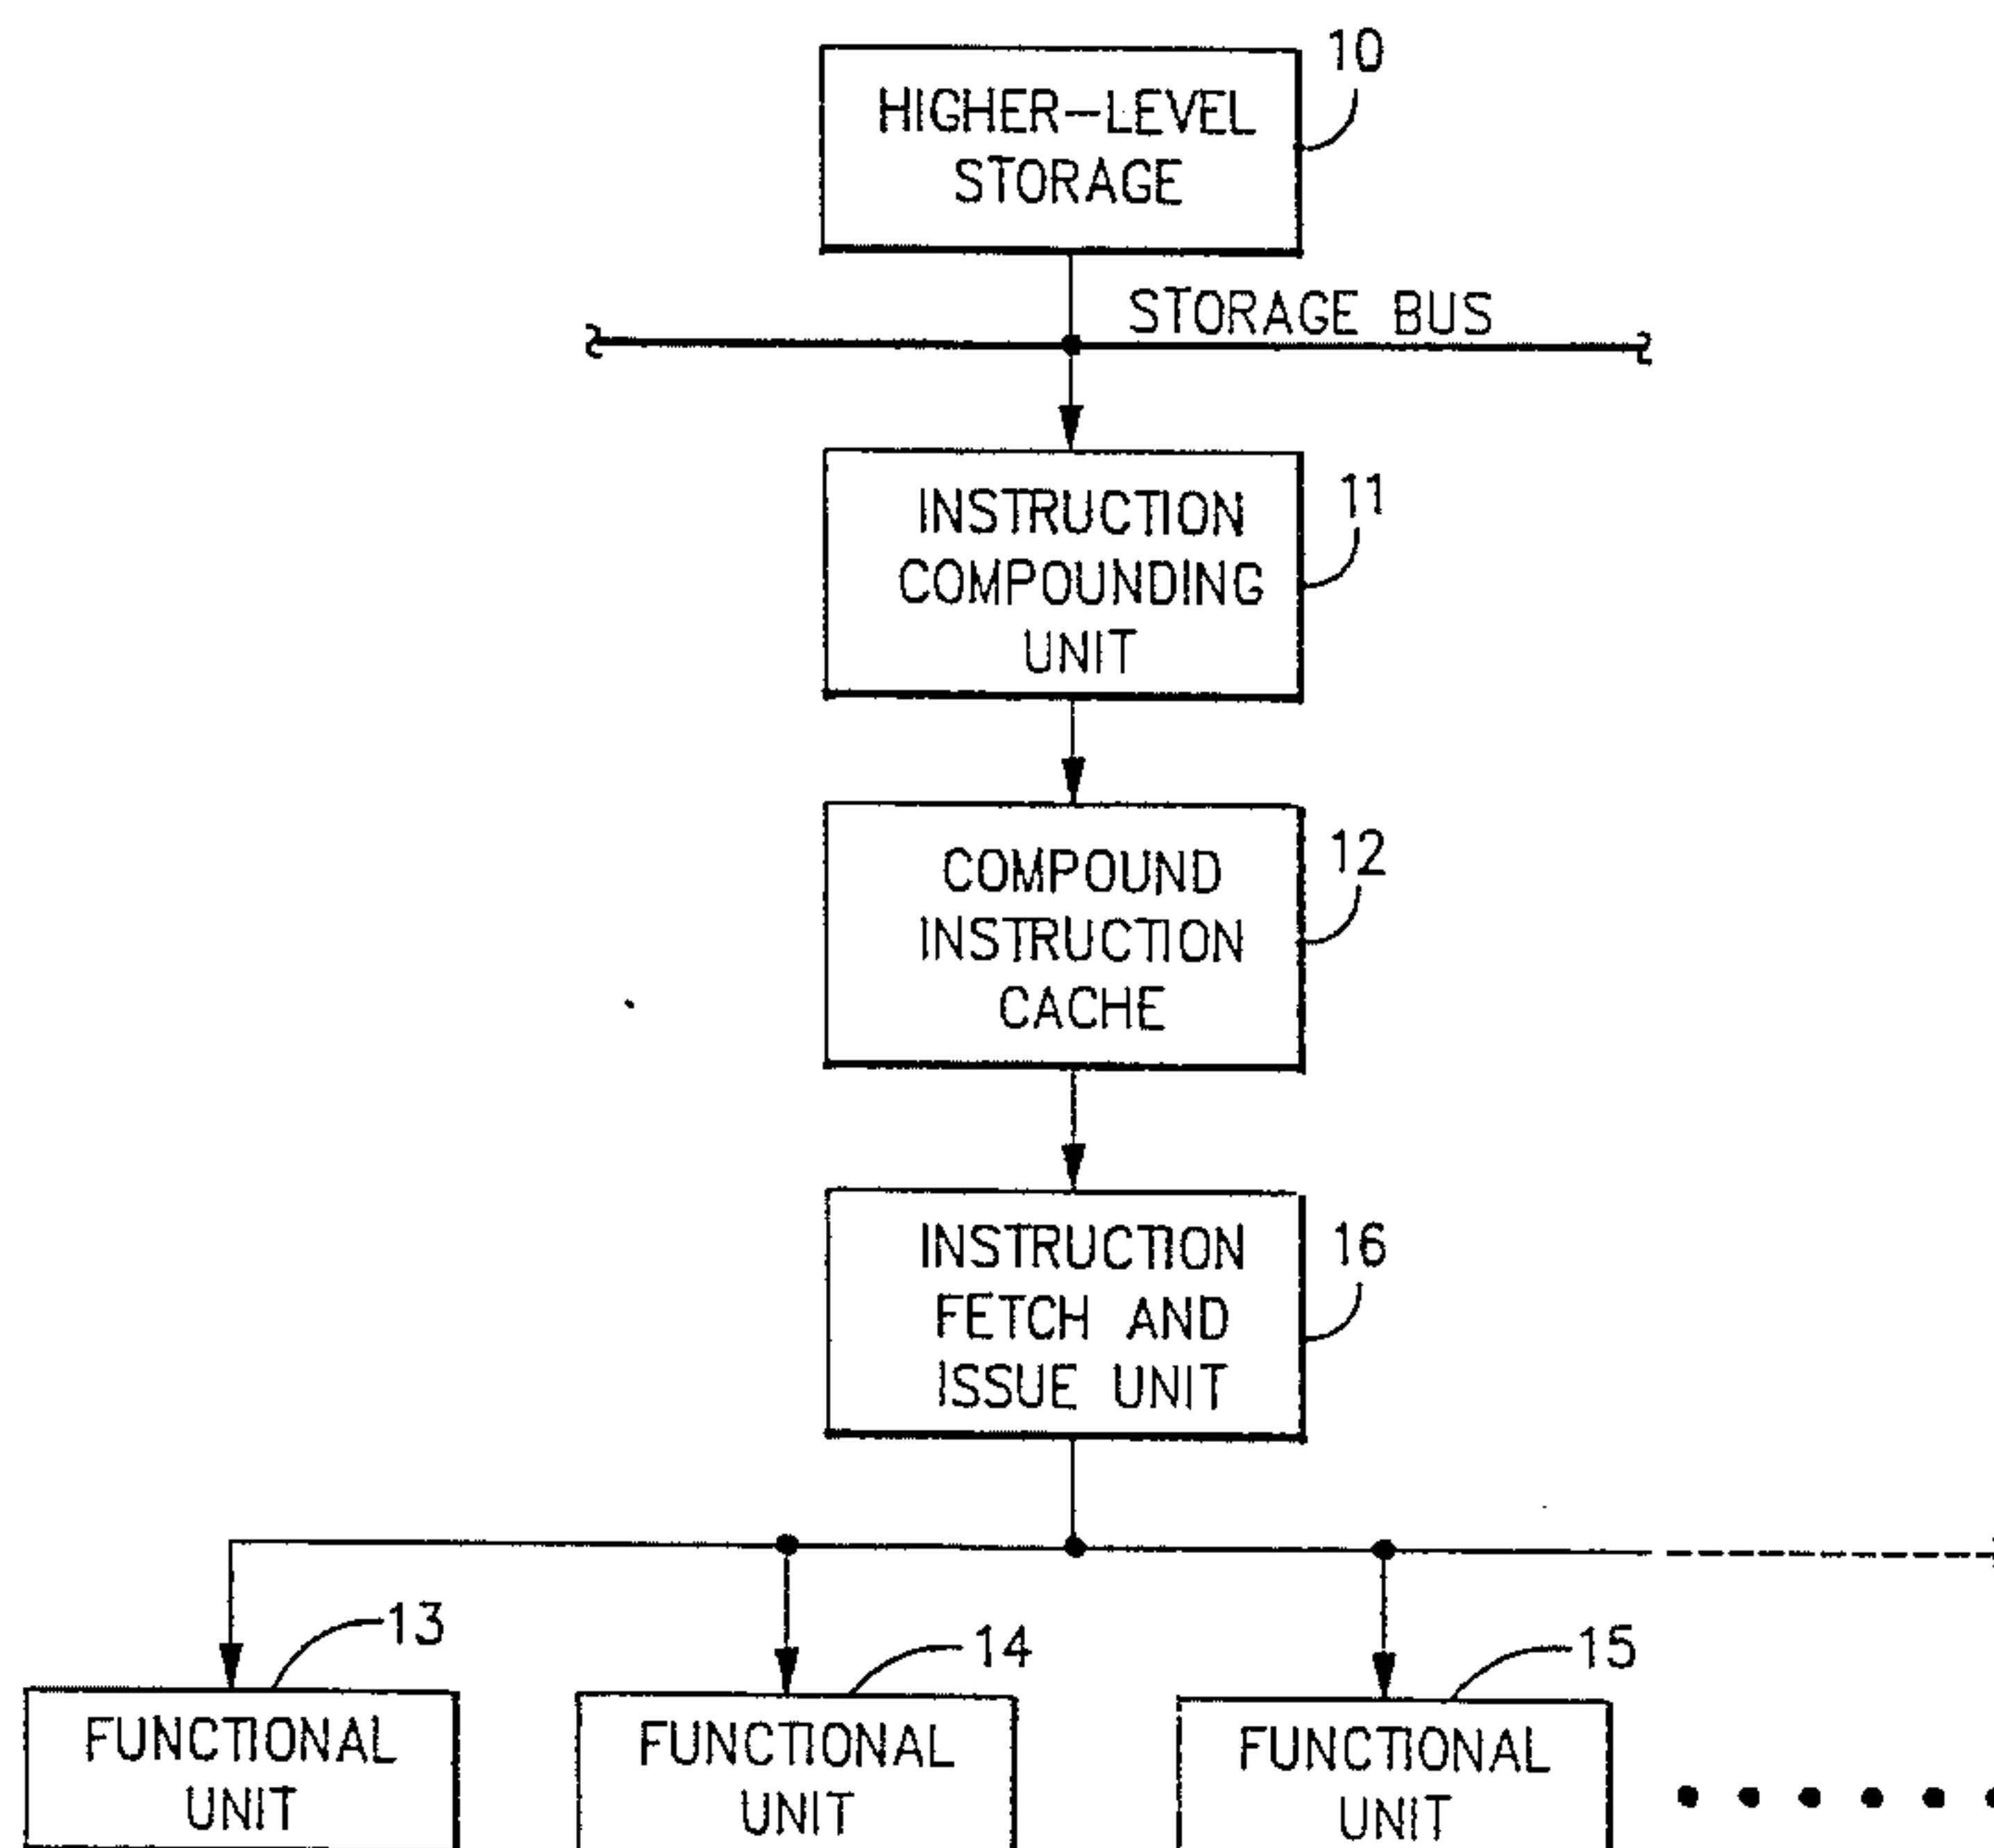 10
HIGHER-LEVEL
STORAGE
STORAGE BUS
11
INSTRUCTION
COMPOUNDING
UNIT
12
COMPOUND
INSTRUCTION
CACHE
16
INSTRUCTION
FETCH AND
ISSUE UNIT
13
14
15
FUNCTIONAL
UNIT
FUNCTIONAL
UNIT
FUNCTIONAL
UNIT